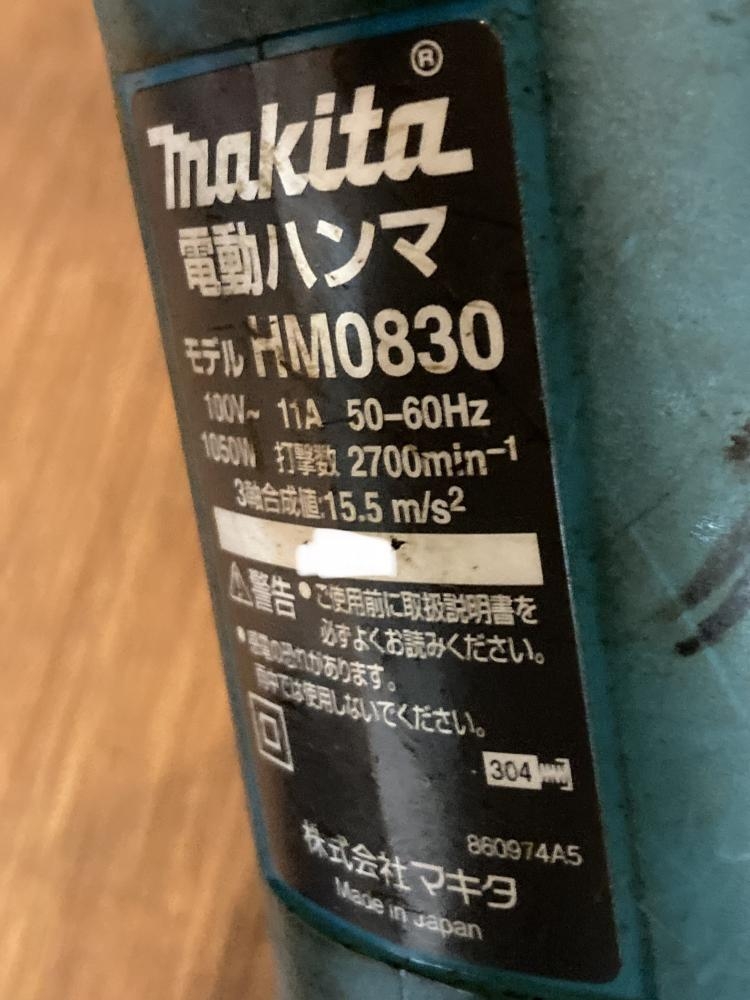 ®
makita
電動ハンマ
モデル HM0830
100V~ 11A 50-60Hz
1050W 打撃数 2700min⁻¹
3軸合成値:15.5 m/s²
⚠警告 •ご使用前に取扱説明書を
必ずよくお読みください。
•感電の恐れがあります。
雨中では使用しないでください。
304
860974A5
株式会社マキタ
Made in Japan